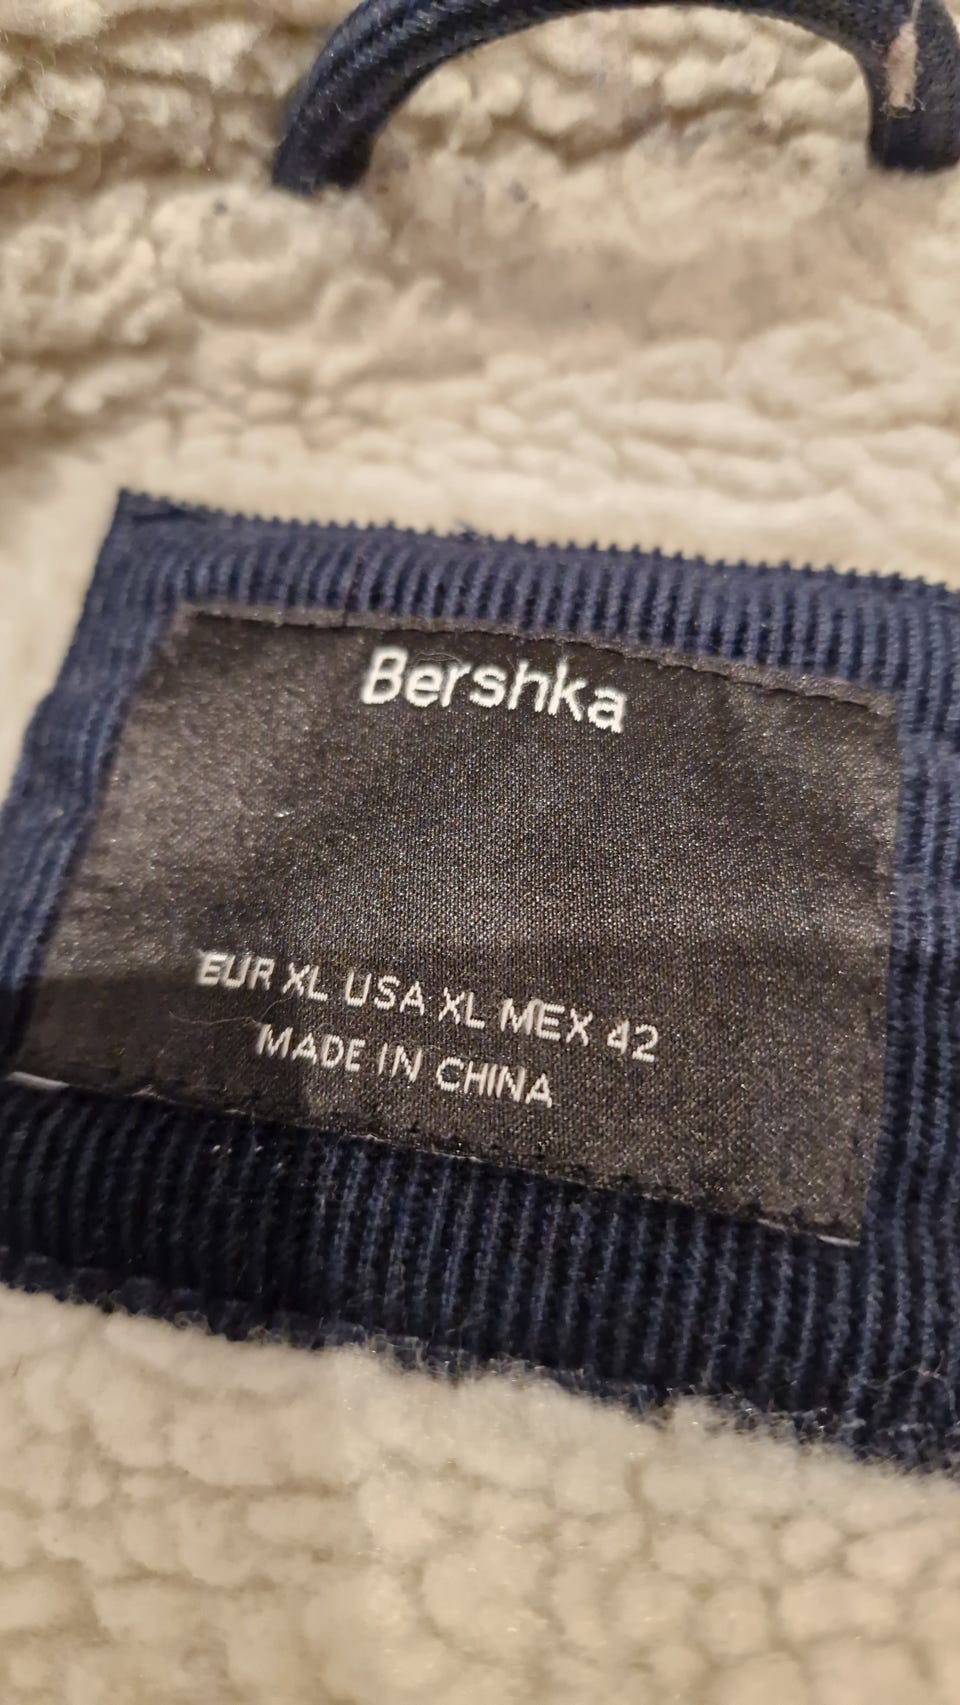 Bershka
EUR XL USA XL MEX 42
MADE IN CHINA